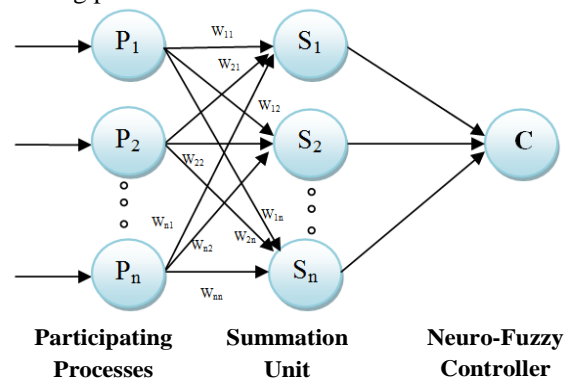 ing p
P1 W11 S1
W21
W12
P2 S2 C
W22
Wn1 W1n
Wn2 W2n
Pn Sn
Wnn
Participating Summation Neuro-Fuzzy
Processes Unit Controller